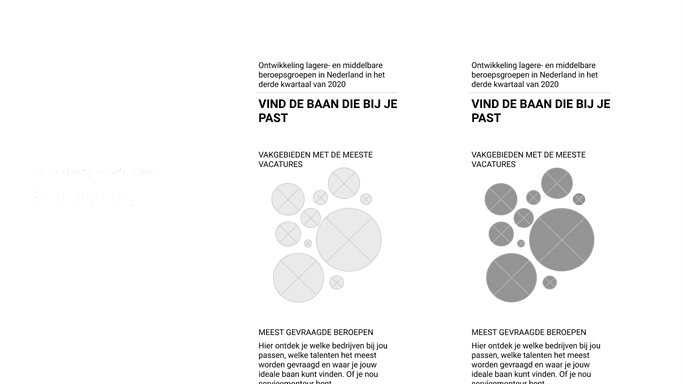 Ontwikkeling lagere- en middelbare
beroepsgroepen in Nederland in het
derde kwartaal van 2020
VIND DE BAAN DIE BIJ JE
PAST
VAKGEBIEDEN MET DE MEESTE
VACATURES
MEEST GEVRAAGDE BEROEPEN
Hier ontdek je welke bedrijven bij jou
passen, welke talenten het meest
worden gevraagd en waar je jouw
ideale baan kunt vinden. Of je nou
servicemonteur bent
Ontwikkeling lagere- en middelbare
beroepsgroepen in Nederland in het
derde kwartaal van 2020
VIND DE BAAN DIE BIJ JE
PAST
VAKGEBIEDEN MET DE MEESTE
VACATURES
MEEST GEVRAAGDE BEROEPEN
Hier ontdek je welke bedrijven bij jou
passen, welke talenten het meest
worden gevraagd en waar je jouw
ideale baan kunt vinden. Of je nou
servicemonteur bent